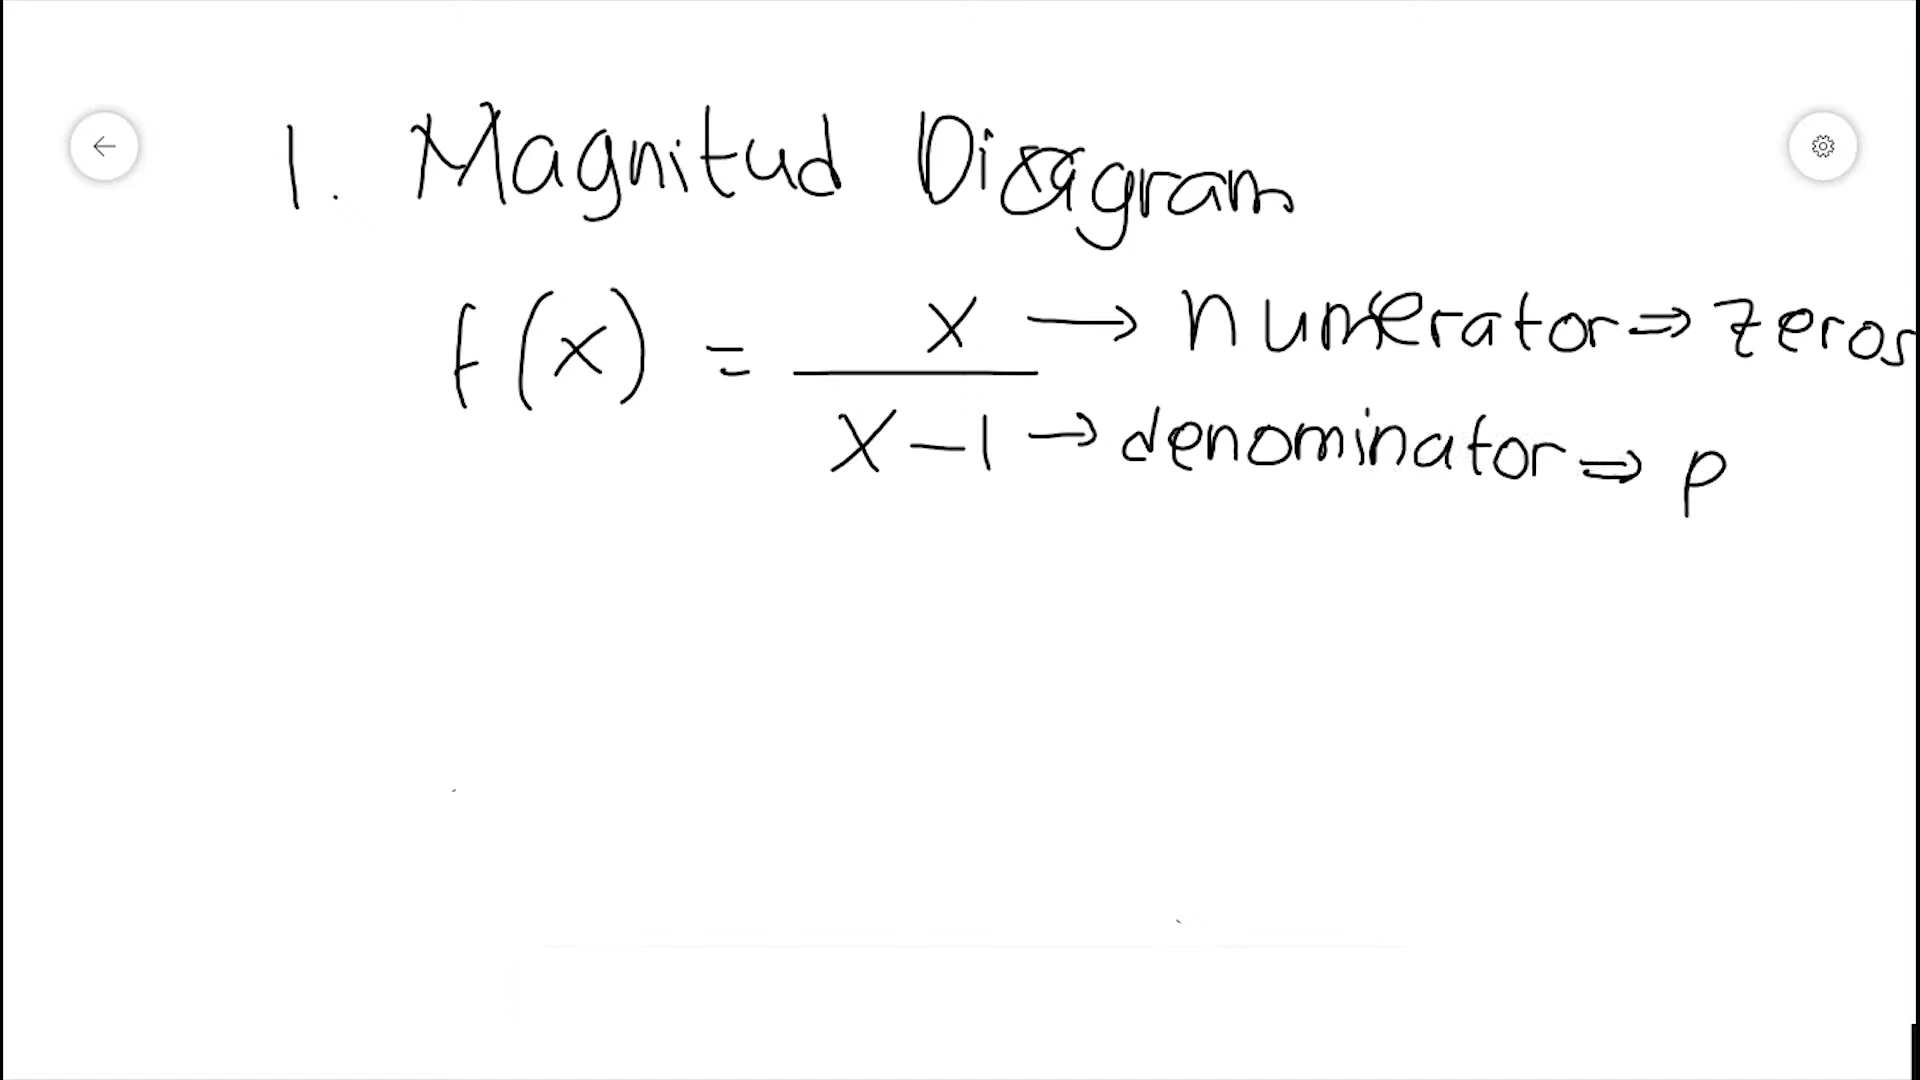 1. Magnitud Diagram
f(x) = x → numerator ⇒ zeros
x - 1 → denominator ⇒ p